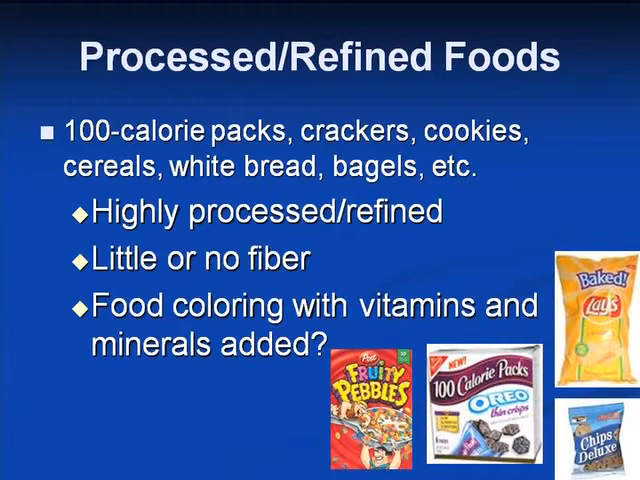 Processed/Refined Foods
100-calorie packs, crackers, cookies,
cereals, white bread, bagels, etc.
Highly processed/refined
Little or no fiber
Food coloring with vitamins and
minerals added?
Baked!
Lay's
Post
FRUITY
PEBBLES
NEW!
100 Calorie Packs
OREO
thin crisps
Chips
Deluxe